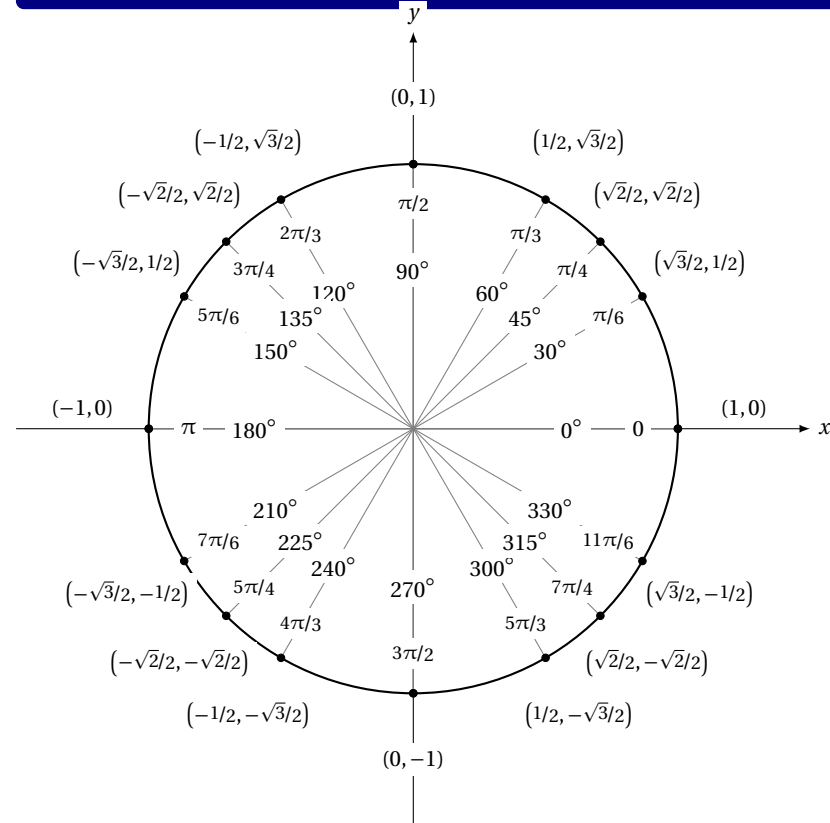 y
(0, 1)
(−1/2, √3/2)
(1/2, √3/2)
(−√2/2, √2/2)
(√2/2, √2/2)
π/2
2π/3
π/3
(−√3/2, 1/2)
(√3/2, 1/2)
3π/4
π/4
90°
120°
60°
5π/6
135°
45°
π/6
150°
30°
(−1, 0)
(1, 0)
π
180°
0°
0
x
210°
330°
7π/6
225°
315°
11π/6
240°
300°
5π/4
270°
7π/4
(−√3/2, −1/2)
(√3/2, −1/2)
4π/3
5π/3
3π/2
(−√2/2, −√2/2)
(√2/2, −√2/2)
(−1/2, −√3/2)
(1/2, −√3/2)
(0, −1)